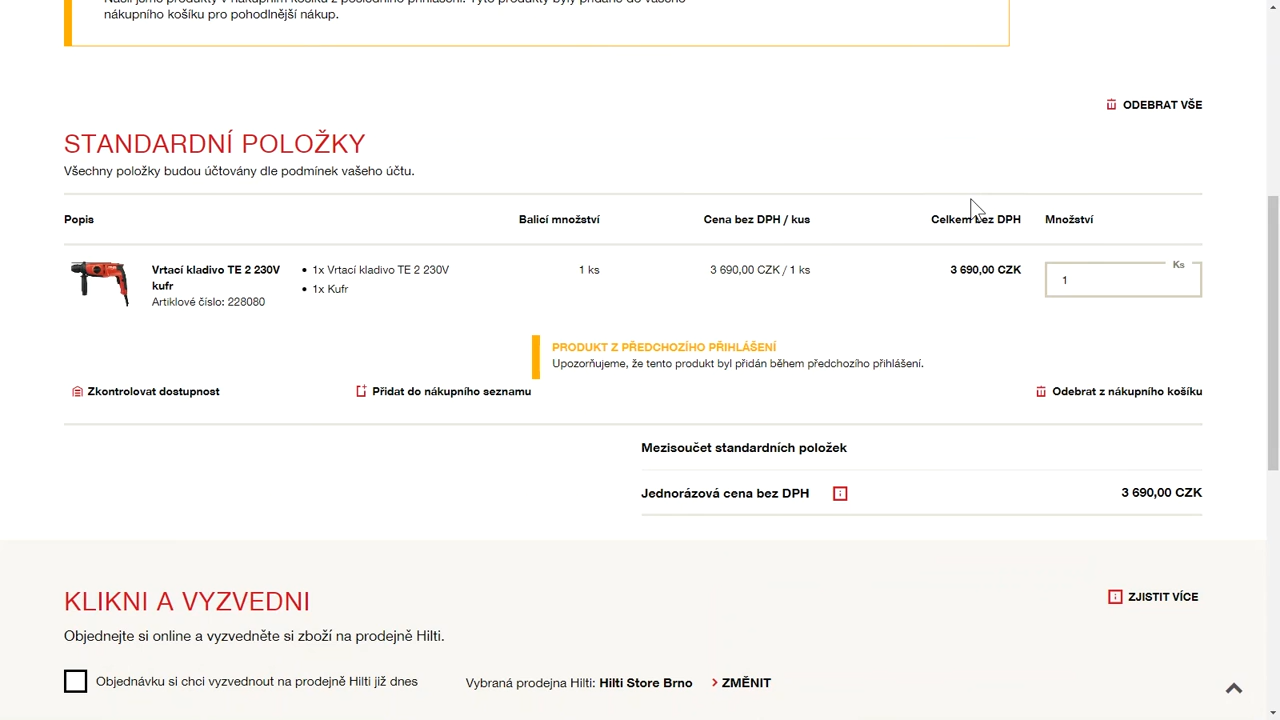 nákupního košíku pro pohodlnější nákup.
ODEBRAT VŠE
STANDARDNÍ POLOŽKY
Všechny položky budou účtovány dle podmínek vašeho účtu.
Popis Balicí množství Cena bez DPH / kus Celkem bez DPH Množství
Vrtací kladivo TE 2 230V kufr
Artiklové číslo: 228080
• 1x Vrtací kladivo TE 2 230V
• 1x Kufr
1 ks
3 690,00 CZK / 1 ks
3 690,00 CZK
Ks
1
PRODUKT Z PŘEDCHOZÍHO PŘIHLÁŠENÍ
Upozorňujeme, že tento produkt byl přidán během předchozího přihlášení.
Zkontrolovat dostupnost Přidat do nákupního seznamu Odebrat z nákupního košíku
Mezisoučet standardních položek
Jednorázová cena bez DPH 3 690,00 CZK
KLIKNI A VYZVEDNI
ZJISTIT VÍCE
Objednejte si online a vyzvedněte si zboží na prodejně Hilti.
Objednávku si chci vyzvednout na prodejně Hilti již dnes
Vybraná prodejna Hilti: Hilti Store Brno ZMĚNIT